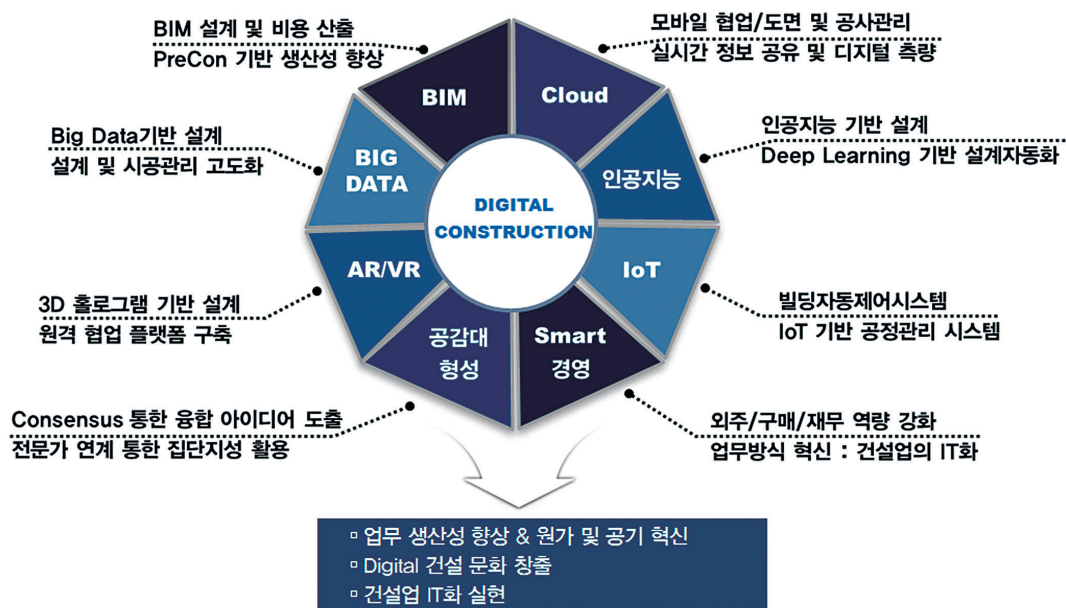 BIM 설계 및 비용 산출
PreCon 기반 생산성 향상
모바일 협업/도면 및 공사관리
실시간 정보 공유 및 디지털 측량
BIM
Cloud
Big Data기반 설계
설계 및 시공관리 고도화
BIG
DATA
인공지능
인공지능 기반 설계
Deep Learning 기반 설계자동화
DIGITAL
CONSTRUCTION
3D 홀로그램 기반 설계
원격 협업 플랫폼 구축
AR/VR
IoT
빌딩자동제어시스템
IoT 기반 공정관리 시스템
공감대
형성
Smart
경영
Consensus 통한 융합 아이디어 도출
전문가 연계 통한 집단지성 활용
외주/구매/재무 역량 강화
업무방식 혁신 : 건설업의 IT화
▫ 업무 생산성 향상 & 원가 및 공기 혁신
▫ Digital 건설 문화 창출
▫ 건설업 IT화 실현